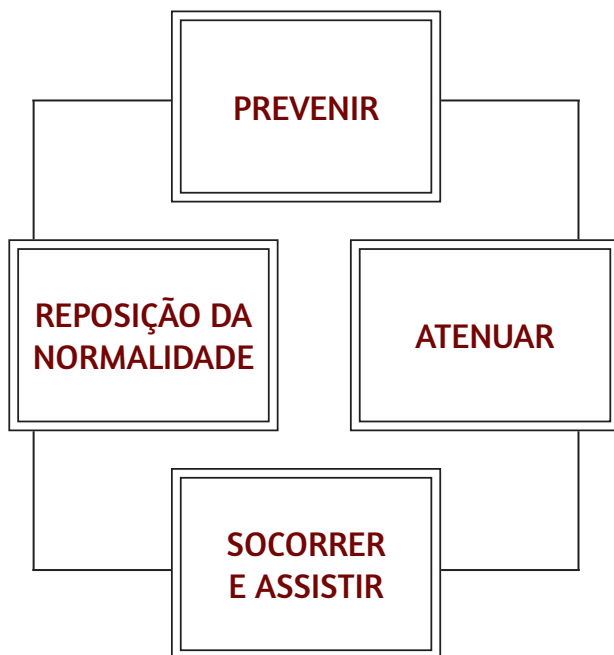 PREVENIR
REPOSIÇÃO DA
NORMALIDADE
ATENUAR
SOCORRER
E ASSISTIR